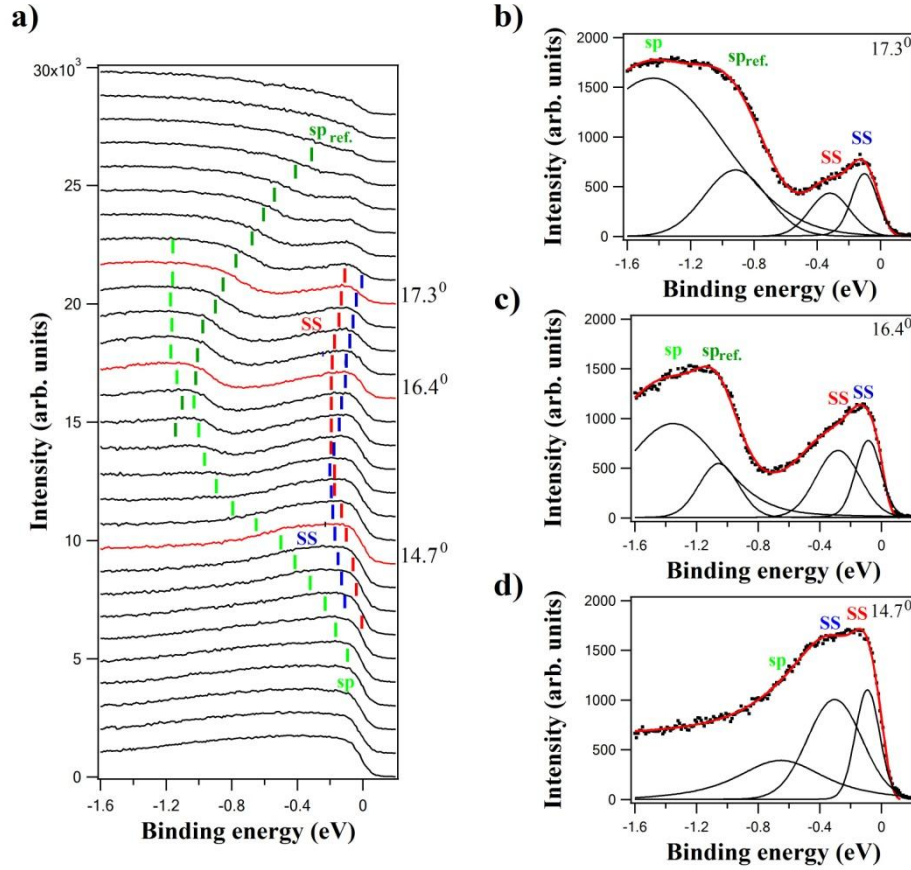 a)
30x10³
25
20
15
10
5
0
-1.6
-1.2
-0.8
-0.4
0
Intensity (arb. units)
Binding energy (eV)
sp ref.
SS
SS
sp
17.3⁰
16.4⁰
14.7⁰
b)
17.3⁰
sp
sp ref.
SS
SS
2000
1500
1000
500
0
-1.6
-1.2
-0.8
-0.4
0
Intensity (arb. units)
Binding energy (eV)
c)
16.4⁰
sp
sp ref.
SS
SS
2000
1500
1000
500
0
-1.6
-1.2
-0.8
-0.4
0
Intensity (arb. units)
Binding energy (eV)
d)
14.7⁰
sp
SS
SS
2000
1500
1000
500
0
-1.6
-1.2
-0.8
-0.4
0
Intensity (arb. units)
Binding energy (eV)